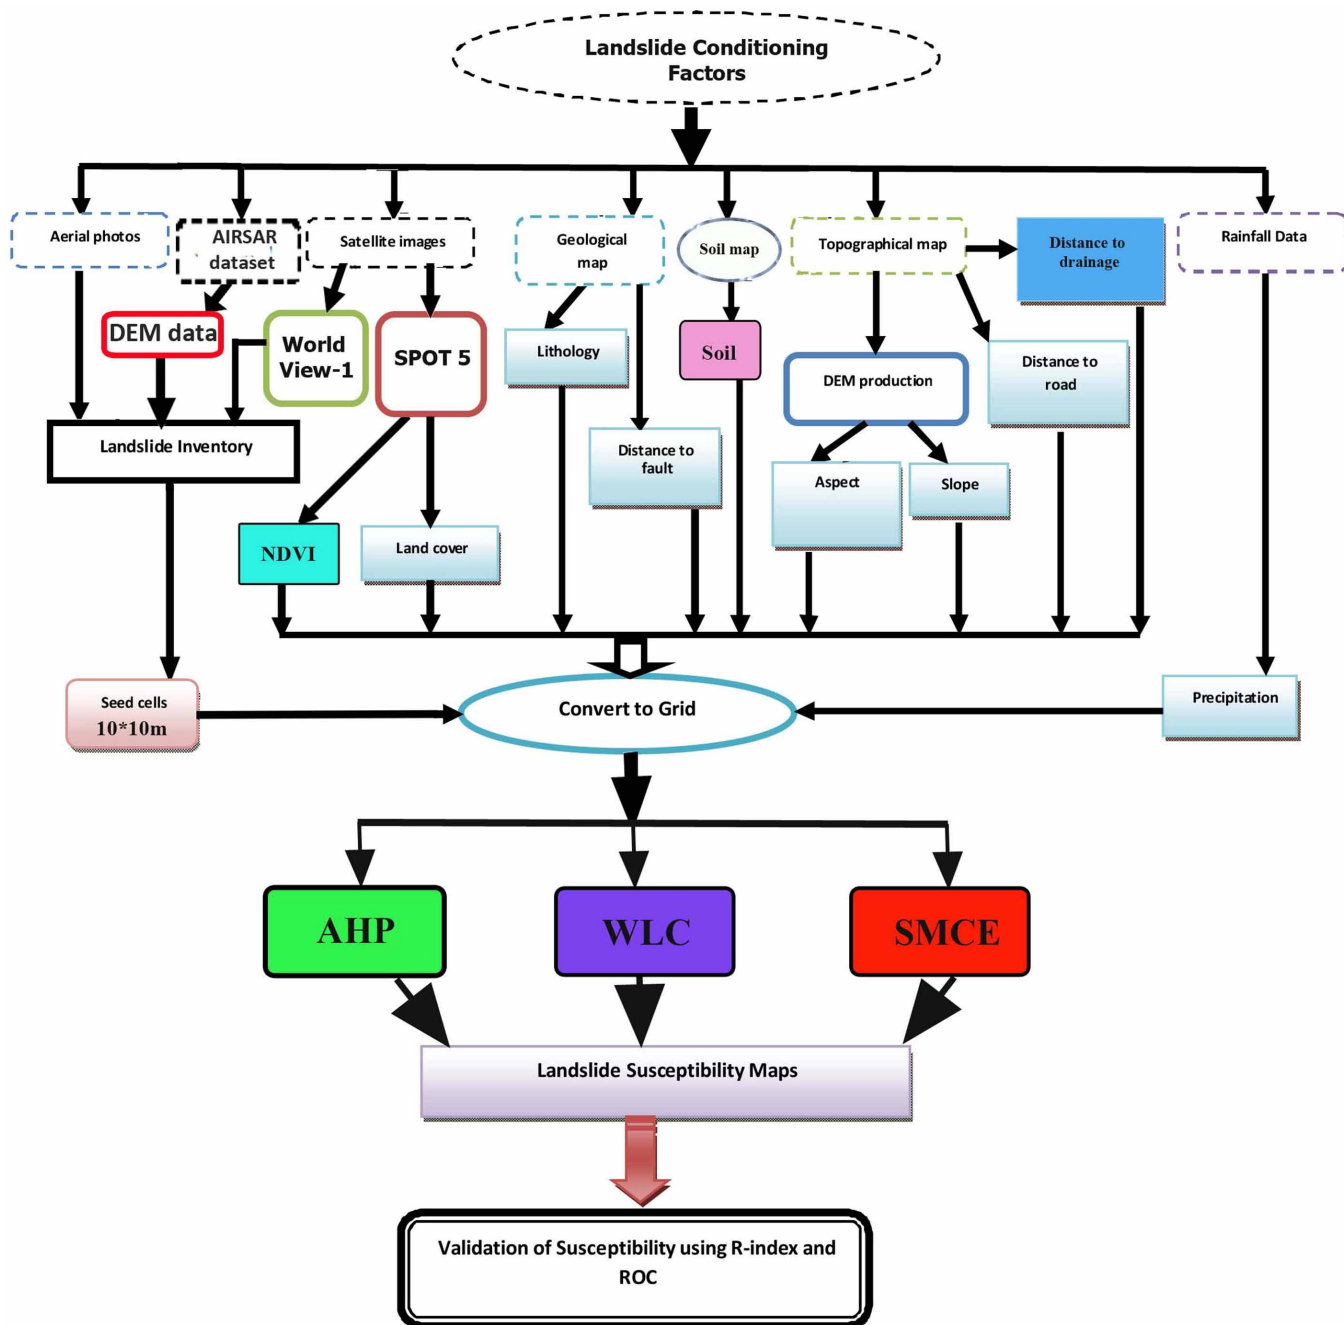 Landslide Conditioning
Factors
Aerial photos
AIRSAR
dataset
Satellite images
Geological
map
Soil map
Topographical map
Distance to
drainage
Rainfall Data
DEM data
World
View-1
SPOT 5
Lithology
Soil
DEM production
Distance to
road
Landslide Inventory
Distance to
fault
Aspect
Slope
NDVI
Land cover
Seed cells
10*10m
Convert to Grid
Precipitation
AHP
WLC
SMCE
Landslide Susceptibility Maps
Validation of Susceptibility using R-index and
ROC